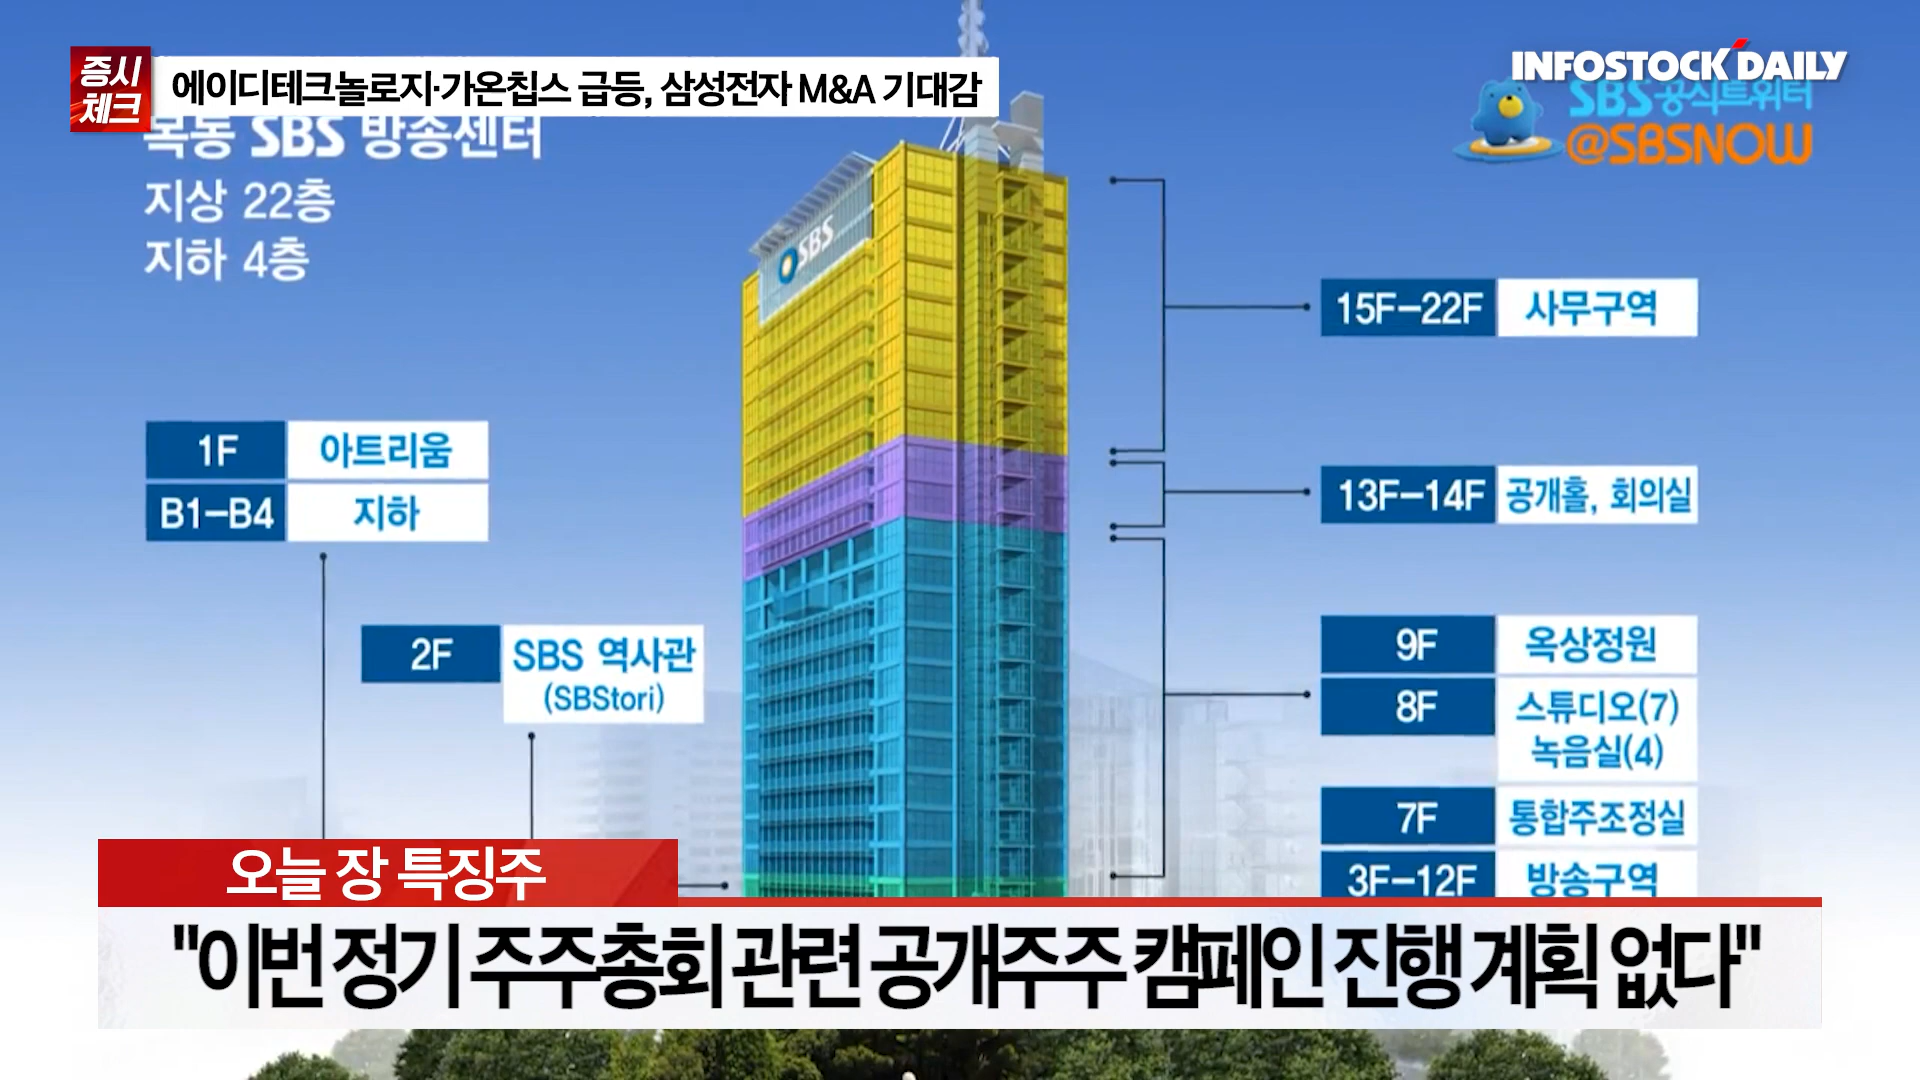 증시
체크
에이디테크놀로지·가온칩스 급등, 삼성전자 M&A 기대감
INFOSTOCK DAILY
SBS 공식트위터
@SBSNOW
목동 SBS 방송센터
지상 22층
지하 4층
SBS
15F-22F 사무구역
1F 아트리움
B1-B4 지하
13F-14F 공개홀, 회의실
2F SBS 역사관
(SBStori)
9F 옥상정원
8F 스튜디오(7)
녹음실(4)
7F 통합주조정실
3F-12F 방송구역
오늘 장 특징주
"이번 정기 주주총회 관련 공개주주 캠페인 진행 계획 없다"